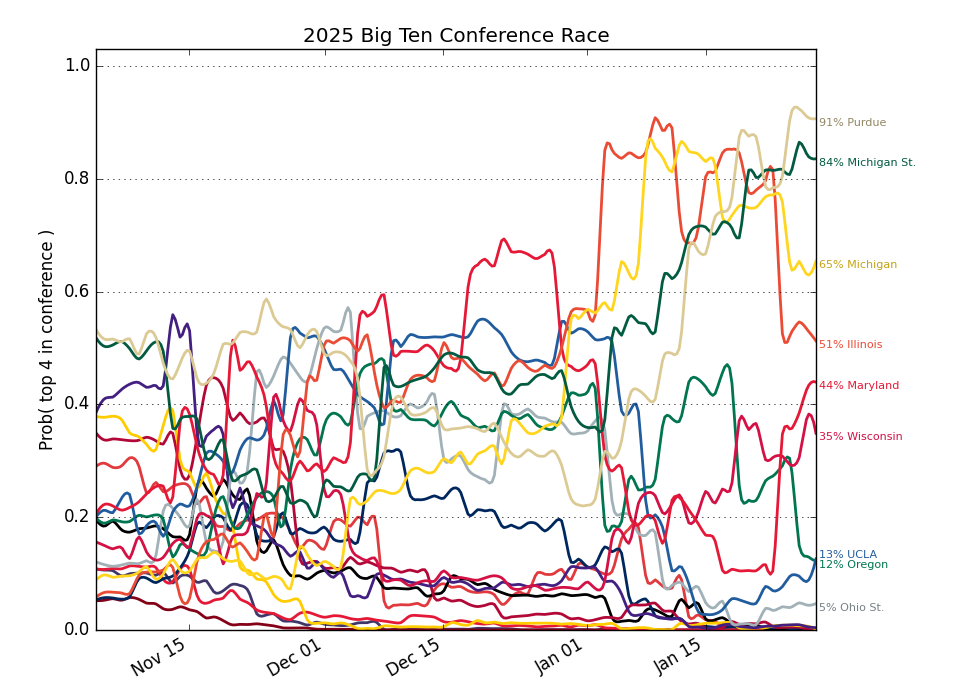 2025 Big Ten Conference Race
Prob( top 4 in conference )
1.0
0.8
0.6
0.4
0.2
0.0
Nov 15
Dec 01
Dec 15
Jan 01
Jan 15
91% Purdue
84% Michigan St.
65% Michigan
51% Illinois
44% Maryland
35% Wisconsin
13% UCLA
12% Oregon
5% Ohio St.